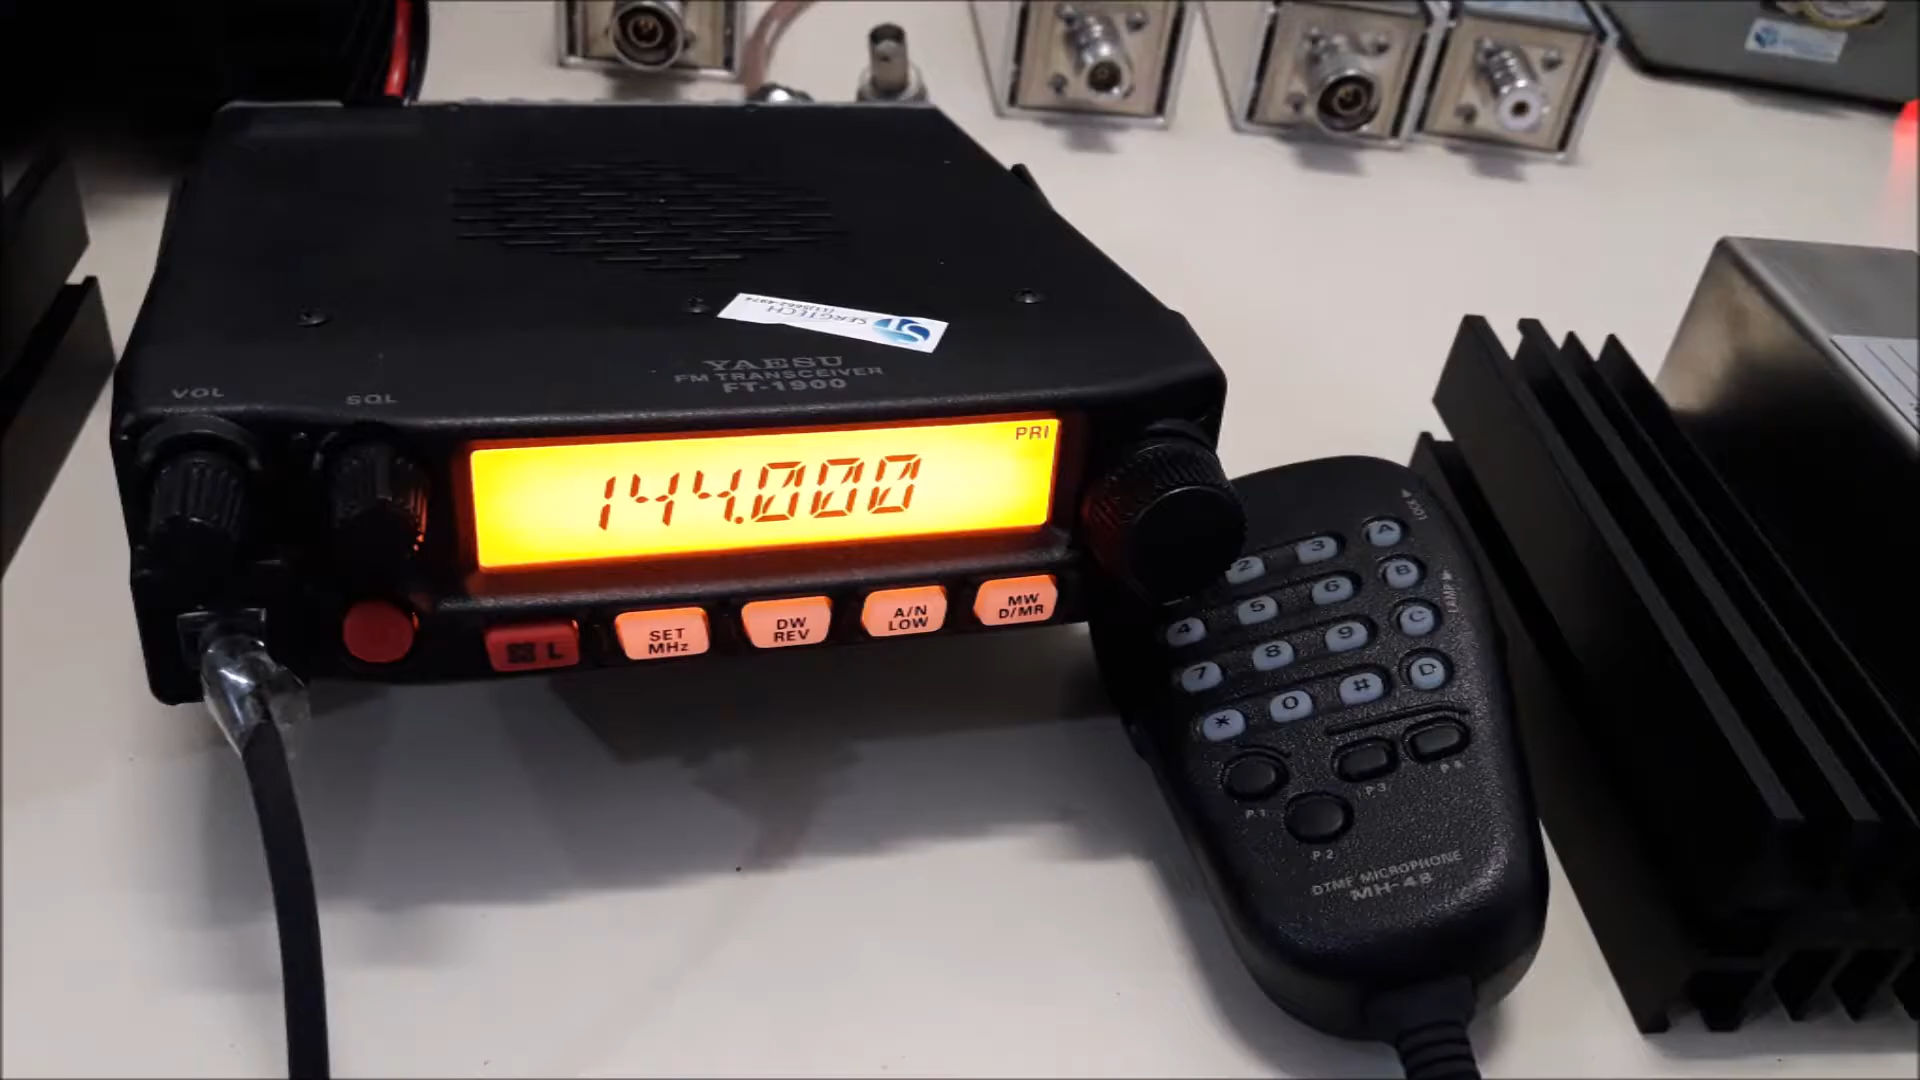 SERGTECH
YAESU
FM TRANSCEIVER
FT-1900
VOL
SQL
PRI
144.000
L
SET
MHz
DW
REV
A/N
LOW
MW
D/MR
LOCK
LAMP
2
3
A
4
5
6
B
7
8
9
C
*
0
#
D
P1
P2
P3
P4
DTMF MICROPHONE
MH-48